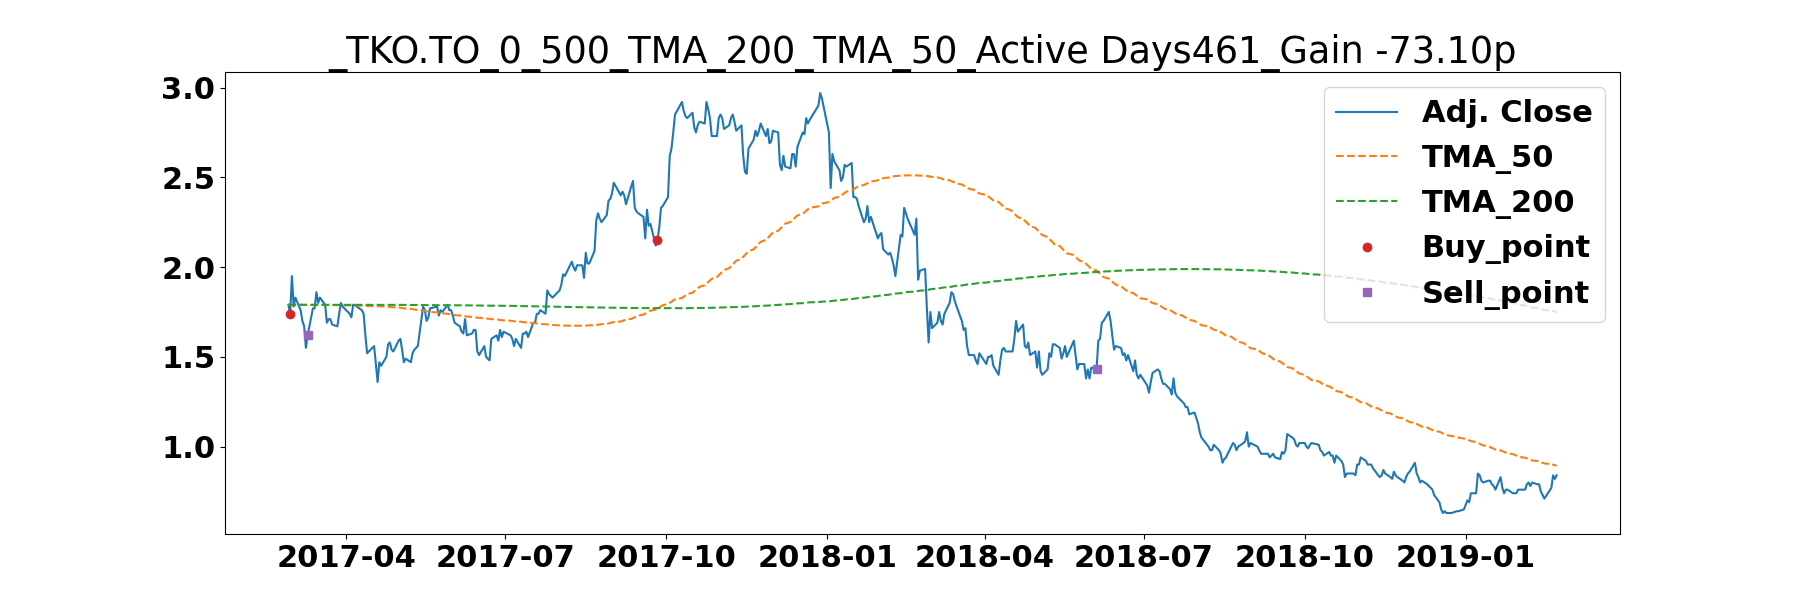 _TKO.TO_0_500_TMA_200_TMA_50_Active Days461_Gain -73.10p
3.0
2.5
2.0
1.5
1.0
Adj. Close
TMA_50
TMA_200
Buy_point
Sell_point
2017-04 2017-07 2017-10 2018-01 2018-04 2018-07 2018-10 2019-01